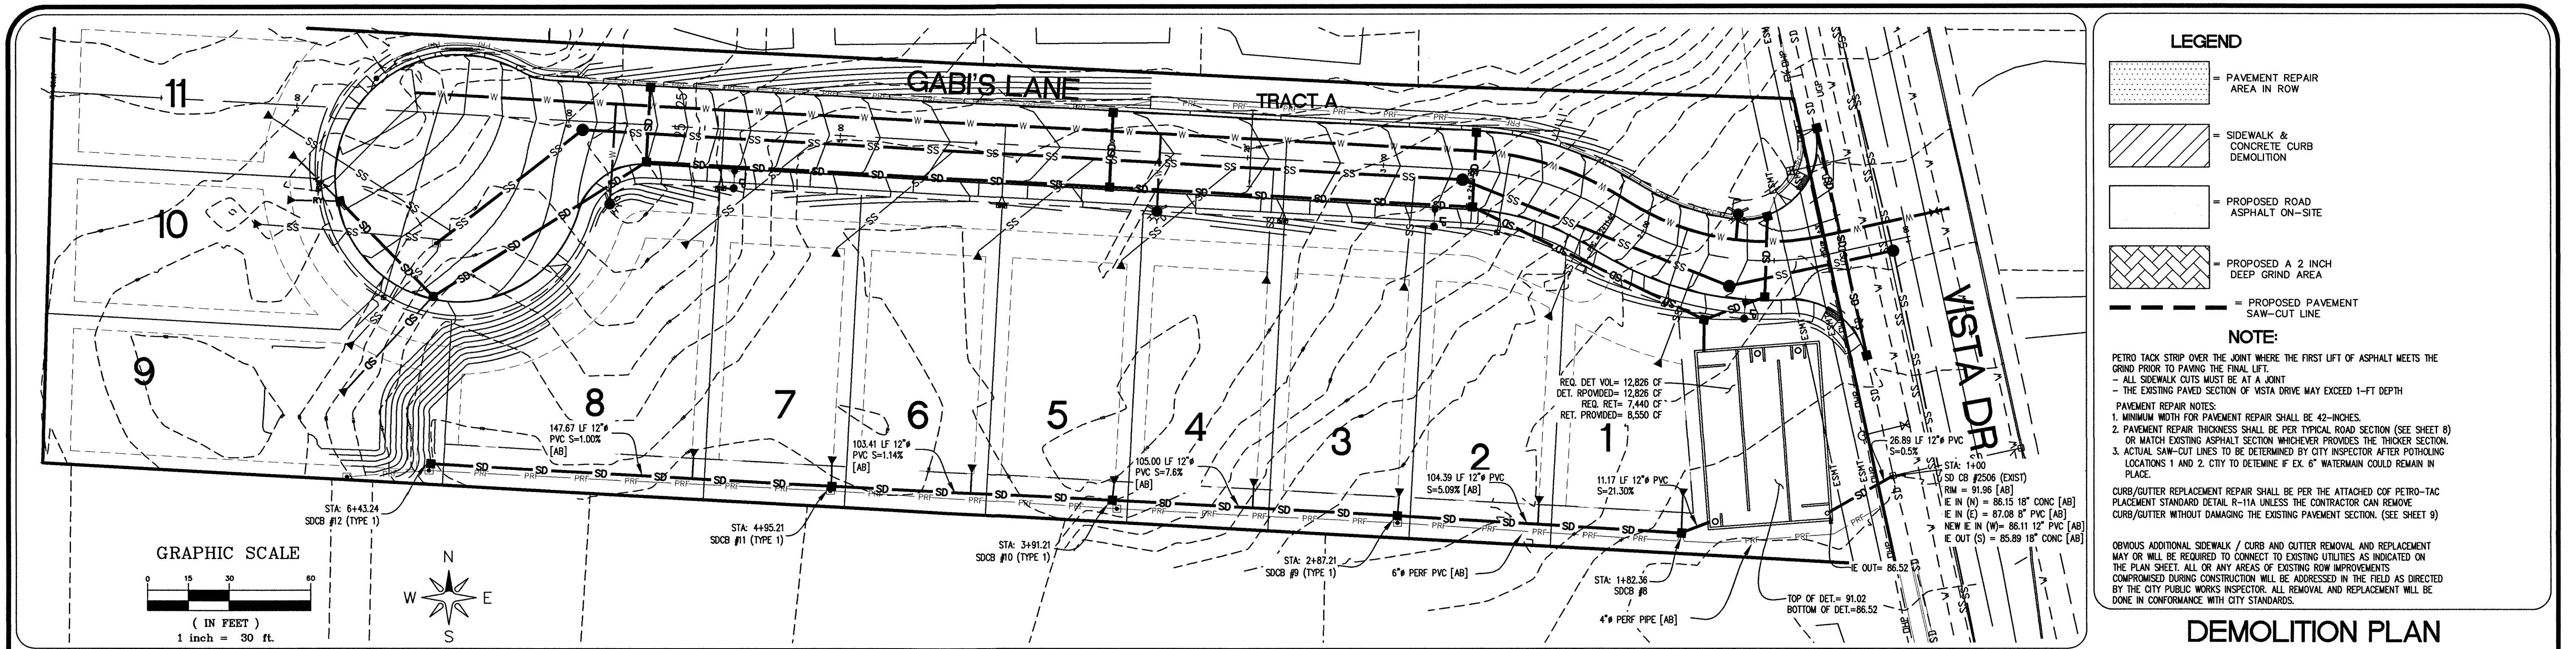 GABI'S LANE
TRACT A
VISTA DR.
11
10
9
8
7
6
5
4
3
2
1
REQ. DET VOL= 12,826 CF
DET. RPOVIDED= 12,826 CF
REQ. RET= 7,440 CF
RET. PROVIDED= 8,550 CF
147.67 LF 12"ø
PVC S=1.00%
[AB]
103.41 LF 12"ø
PVC S=1.14%
[AB]
105.00 LF 12"ø
PVC S=7.6%
[AB]
104.39 LF 12"ø PVC
S=5.09% [AB]
11.17 LF 12"ø PVC
S=21.30%
26.89 LF 12"ø PVC
S=0.5%
STA: 1+00
SD CB #2506 (EXIST)
RIM = 91.96 [AB]
IE IN (N) = 86.15 18" CONC [AB]
IE IN (E) = 87.08 8" PVC [AB]
NEW IE IN (W)= 86.11 12" PVC [AB]
IE OUT (S) = 85.89 18" CONC [AB]
STA: 6+43.24
SDCB #12 (TYPE 1)
STA: 4+95.21
SDCB #11 (TYPE 1)
STA: 3+91.21
SDCB #10 (TYPE 1)
STA: 2+87.21
SDCB #9 (TYPE 1)
6"ø PERF PVC [AB]
STA: 1+82.36
SDCB #8
4"ø PERF PIPE [AB]
IE OUT= 86.52
TOP OF DET.= 91.02
BOTTOM OF DET.=86.52
GRAPHIC SCALE
0 15 30 60
( IN FEET )
1 inch = 30 ft.
N
W E
S
LEGEND
= PAVEMENT REPAIR
AREA IN ROW
= SIDEWALK &
CONCRETE CURB
DEMOLITION
= PROPOSED ROAD
ASPHALT ON-SITE
= PROPOSED A 2 INCH
DEEP GRIND AREA
= PROPOSED PAVEMENT
SAW-CUT LINE
NOTE:
PETRO TACK STRIP OVER THE JOINT WHERE THE FIRST LIFT OF ASPHALT MEETS THE
GRIND PRIOR TO PAVING THE FINAL LIFT.
- ALL SIDEWALK CUTS MUST BE AT A JOINT
- THE EXISTING PAVED SECTION OF VISTA DRIVE MAY EXCEED 1-FT DEPTH
PAVEMENT REPAIR NOTES:
1. MINIMUM WIDTH FOR PAVEMENT REPAIR SHALL BE 42-INCHES.
2. PAVEMENT REPAIR THICKNESS SHALL BE PER TYPICAL ROAD SECTION (SEE SHEET 8)
OR MATCH EXISTING ASPHALT SECTION WHICHEVER PROVIDES THE THICKER SECTION.
3. ACTUAL SAW-CUT LINES TO BE DETERMINED BY CITY INSPECTOR AFTER POTHOLING
LOCATIONS 1 AND 2. CTIY TO DETEMINE IF EX. 6" WATERMAIN COULD REMAIN IN
PLACE.
CURB/GUTTER REPLACEMENT REPAIR SHALL BE PER THE ATTACHED COF PETRO-TAC
PLACEMENT STANDARD DETAIL R-11A UNLESS THE CONTRACTOR CAN REMOVE
CURB/GUTTER WITHOUT DAMAGING THE EXISTING PAVEMENT SECTION. (SEE SHEET 9)
OBVIOUS ADDITIONAL SIDEWALK / CURB AND GUTTER REMOVAL AND REPLACEMENT
MAY OR WILL BE REQUIRED TO CONNECT TO EXISTING UTILITIES AS INDICATED ON
THE PLAN SHEET. ALL OR ANY AREAS OF EXISTING ROW IMPROVEMENTS
COMPROMISED DURING CONSTRUCTION WILL BE ADDRESSED IN THE FIELD AS DIRECTED
BY THE CITY PUBLIC WORKS INSPECTOR. ALL REMOVAL AND REPLACEMENT WILL BE
DONE IN CONFORMANCE WITH CITY STANDARDS.
DEMOLITION PLAN